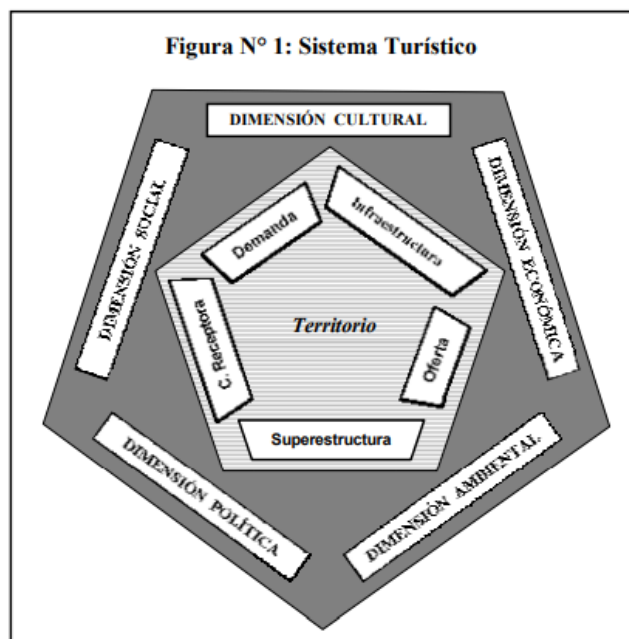 Figura N° 1: Sistema Turístico
DIMENSIÓN CULTURAL
DIMENSIÓN SOCIAL
DIMENSIÓN ECONÓMICA
Demanda
Infraestructura
Territorio
C. Receptora
Oferta
Superestructura
DIMENSIÓN POLÍTICA
DIMENSIÓN AMBIENTAL